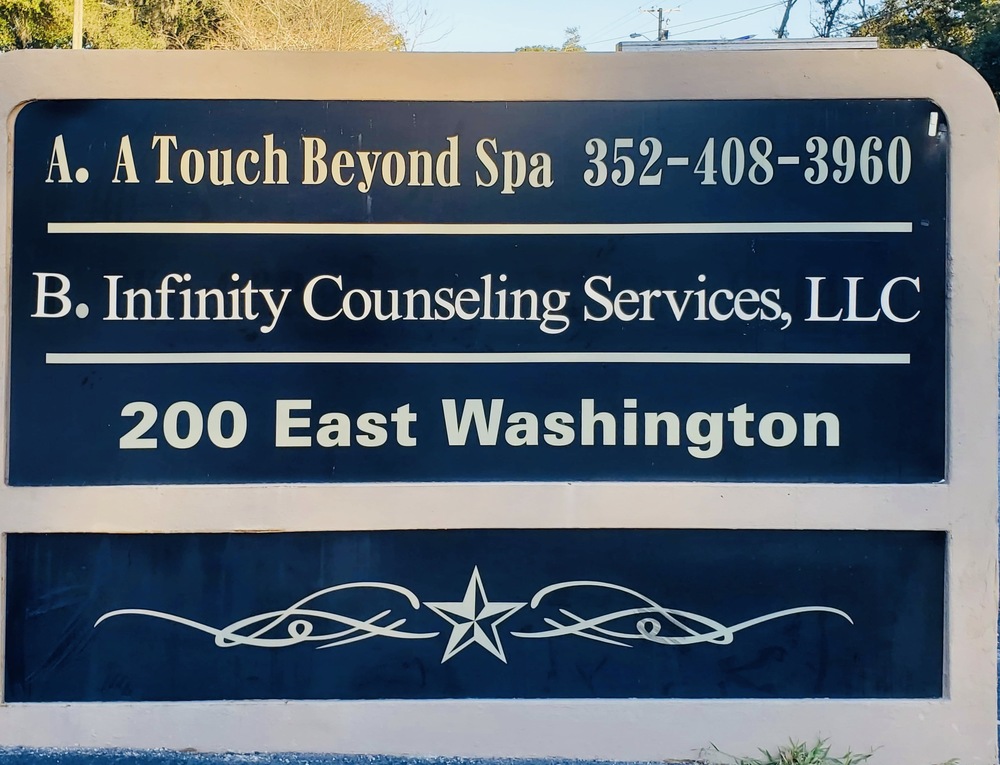 A. A Touch Beyond Spa 352-408-3960
B. Infinity Counseling Services, LLC
200 East Washington